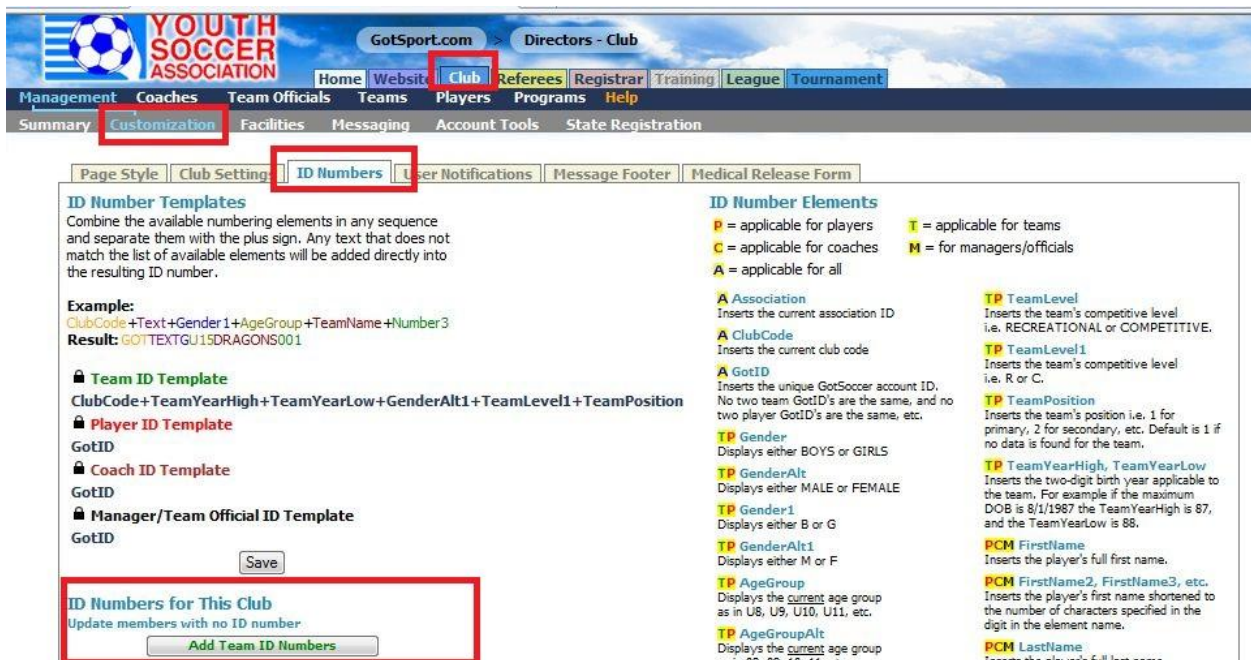 YOUTH
SOCCER
ASSOCIATION
GotSport.com > Directors - Club
Home Website Club Referees Registrar Training League Tournament
Management Coaches Team Officials Teams Players Programs Help
Summary Customization Facilities Messaging Account Tools State Registration
Page Style Club Settings ID Numbers User Notifications Message Footer Medical Release Form
ID Number Templates
Combine the available numbering elements in any sequence
and separate them with the plus sign. Any text that does not
match the list of available elements will be added directly into
the resulting ID number.
Example:
ClubCode+Text+Gender1+AgeGroup+TeamName+Number3
Result: GOTTEXTGU15DRAGONS001
Team ID Template
ClubCode+TeamYearHigh+TeamYearLow+GenderAlt1+TeamLevel1+TeamPosition
Player ID Template
GotID
Coach ID Template
GotID
Manager/Team Official ID Template
GotID
Save
ID Numbers for This Club
Update members with no ID number
Add Team ID Numbers
ID Number Elements
P = applicable for players T = applicable for teams
C = applicable for coaches M = for managers/officials
A = applicable for all
A Association
Inserts the current association ID
A ClubCode
Inserts the current club code
A GotID
Inserts the unique GotSoccer account ID.
No two team GotID's are the same, and no
two player GotID's are the same, etc.
TP Gender
Displays either BOYS or GIRLS
TP GenderAlt
Displays either MALE or FEMALE
TP Gender1
Displays either B or G
TP GenderAlt1
Displays either M or F
TP AgeGroup
Displays the current age group
as in U8, U9, U10, U11, etc.
TP AgeGroupAlt
Displays the current age group
TP TeamLevel
Inserts the team's competitive level
i.e. RECREATIONAL or COMPETITIVE.
TP TeamLevel1
Inserts the team's competitive level
i.e. R or C.
TP TeamPosition
Inserts the team's position i.e. 1 for
primary, 2 for secondary, etc. Default is 1 if
no data is found for the team.
TP TeamYearHigh, TeamYearLow
Inserts the two-digit birth year applicable to
the team. For example if the maximum
DOB is 8/1/1987 the TeamYearHigh is 87,
and the TeamYearLow is 88.
PCM FirstName
Inserts the player's full first name.
PCM FirstName2, FirstName3, etc.
Inserts the player's first name shortened to
the number of characters specified in the
digit in the element name.
PCM LastName
Inserts the player's full last name